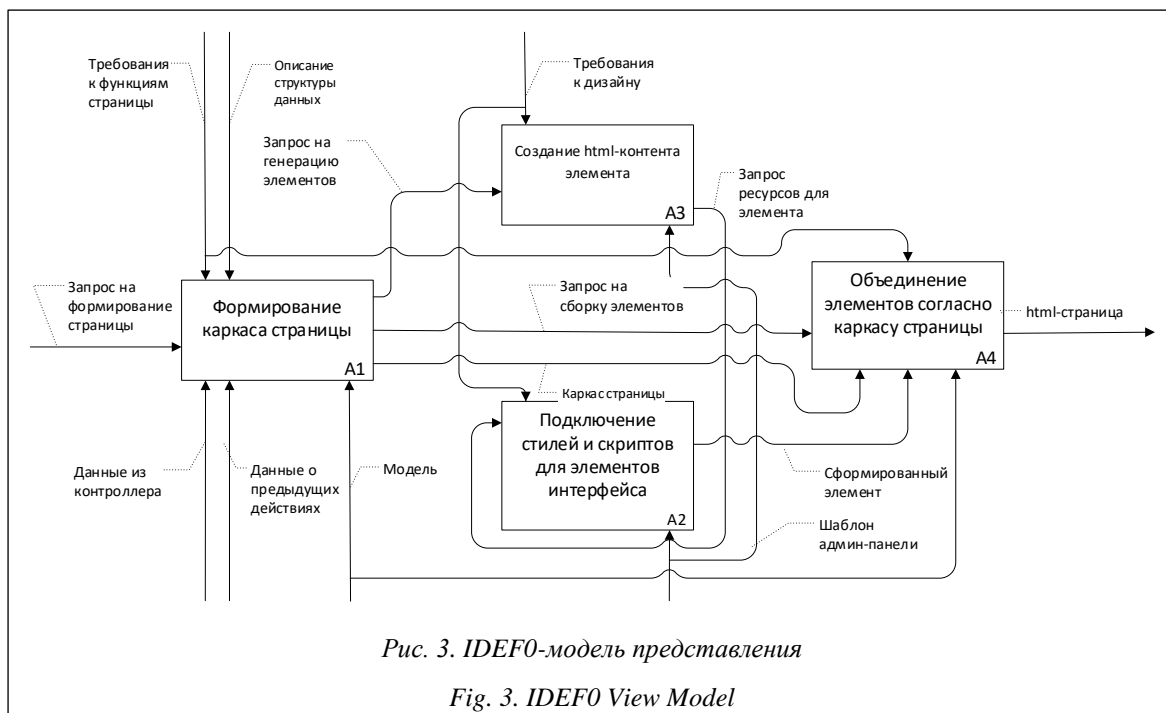 Требования
к функциям
страницы
Описание
структуры
данных
Требования
к дизайну
Запрос на
генерацию
элементов
Создание html-контента
элемента
A3
Запрос
ресурсов для
элемента
Запрос на
формирование
страницы
Формирование
каркаса страницы
A1
Запрос на
сборку элементов
Объединение
элементов согласно
каркасу страницы
A4
html-страница
Каркас страницы
Подключение
стилей и скриптов
для элементов
интерфейса
A2
Данные из
контроллера
Данные о
предыдущих
действиях
Модель
Сформированный
элемент
Шаблон
админ-панели
Рис. 3. IDEF0-модель представления
Fig. 3. IDEF0 View Model